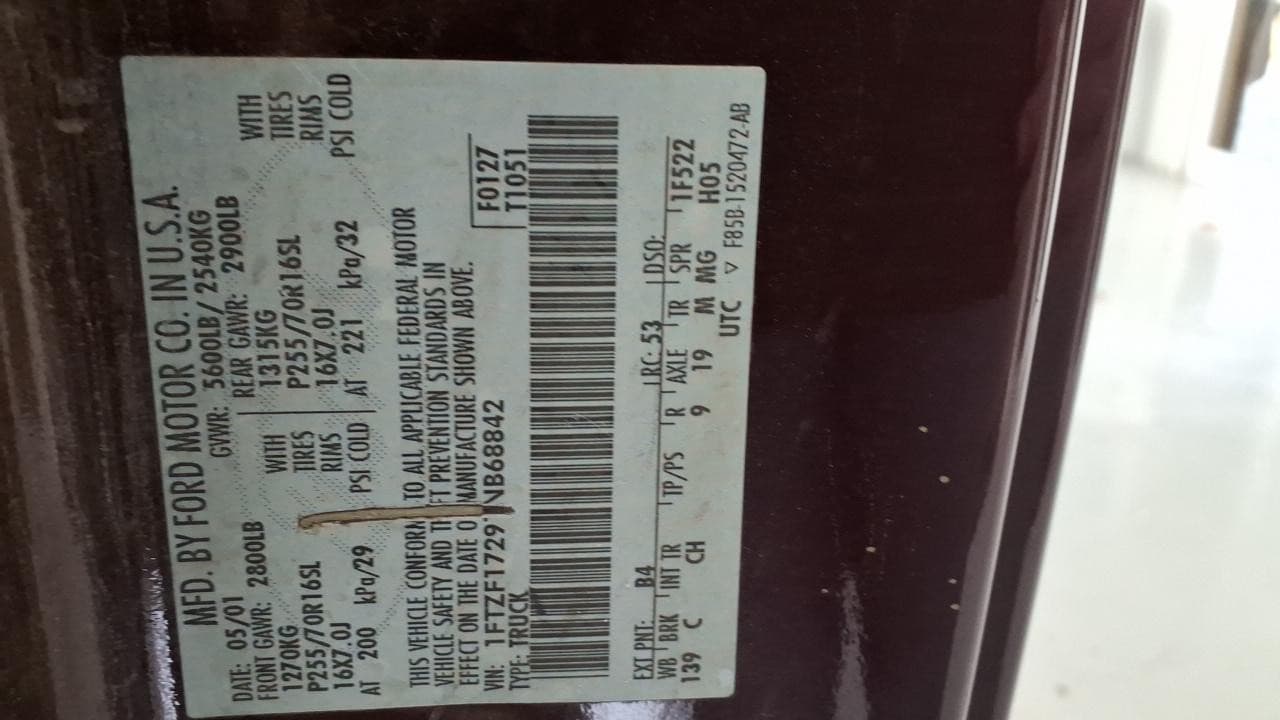 MFD. BY FORD MOTOR CO. IN U.S.A.
DATE: 05/01 GVWR: 5600LB / 2540KG
FRONT GAWR: 2800LB REAR GAWR: 2900LB
1270KG WITH 1315KG WITH
P255/70R16SL TIRES P255/70R16SL TIRES
16X7.0J RIMS 16X7.0J RIMS
AT 200 kPa/29 PSI COLD AT 221 kPa/32 PSI COLD
THIS VEHICLE CONFORM TO ALL APPLICABLE FEDERAL MOTOR
VEHICLE SAFETY AND TH FT PREVENTION STANDARDS IN
EFFECT ON THE DATE O MANUFACTURE SHOWN ABOVE.
VIN: 1FTZF1729 NB68842 F0127
TYPE: TRUCK T1051
EXT PNT: B4 RC: 53 DSO:
WB BRK INT TR TP/PS R AXLE TR SPR 1F522
139 C CH 9 19 M MG H05
UTC ▽ F85B-1520472-AB